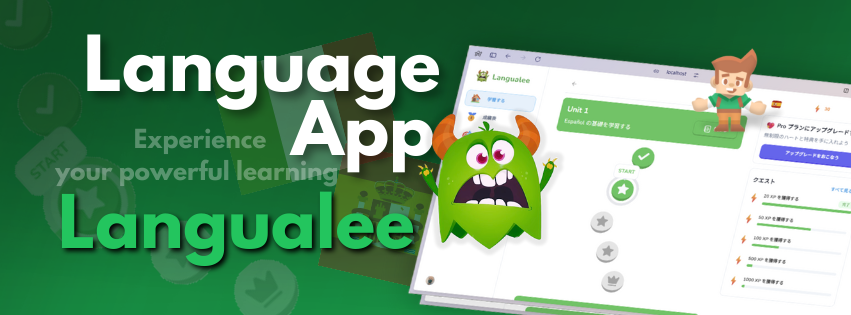 Language
App
Experience
your powerful learning
Langualee
START
localhost
Langualee
学習する
Unit 1
Español の基礎を学習する
START
Pro プランにアップグレード
アップグレードをおこなう
クエスト
すべて見
20 XP を獲得する
50 XP を獲得する
100 XP を獲得する
500 XP を獲得する
1000 XP を獲得する